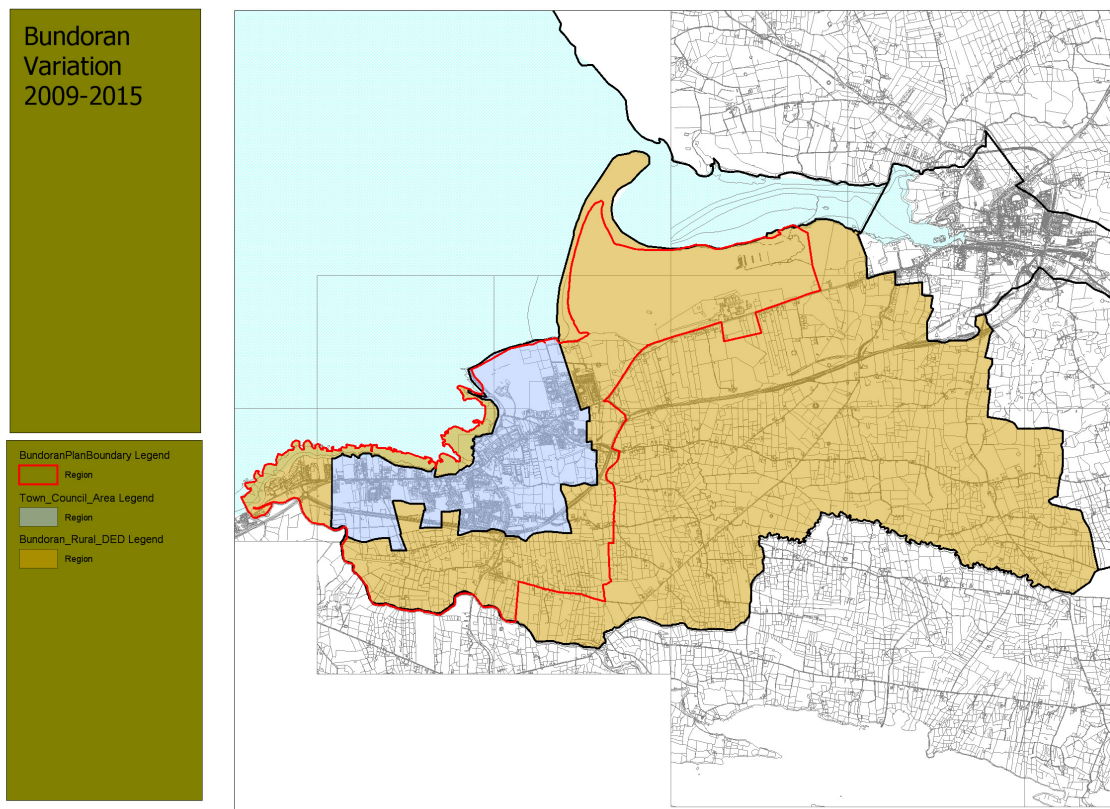 Bundoran
Variation
2009-2015
BundoranPlanBoundary Legend
Region
Town_Council_Area Legend
Region
Bundoran_Rural_DED Legend
Region